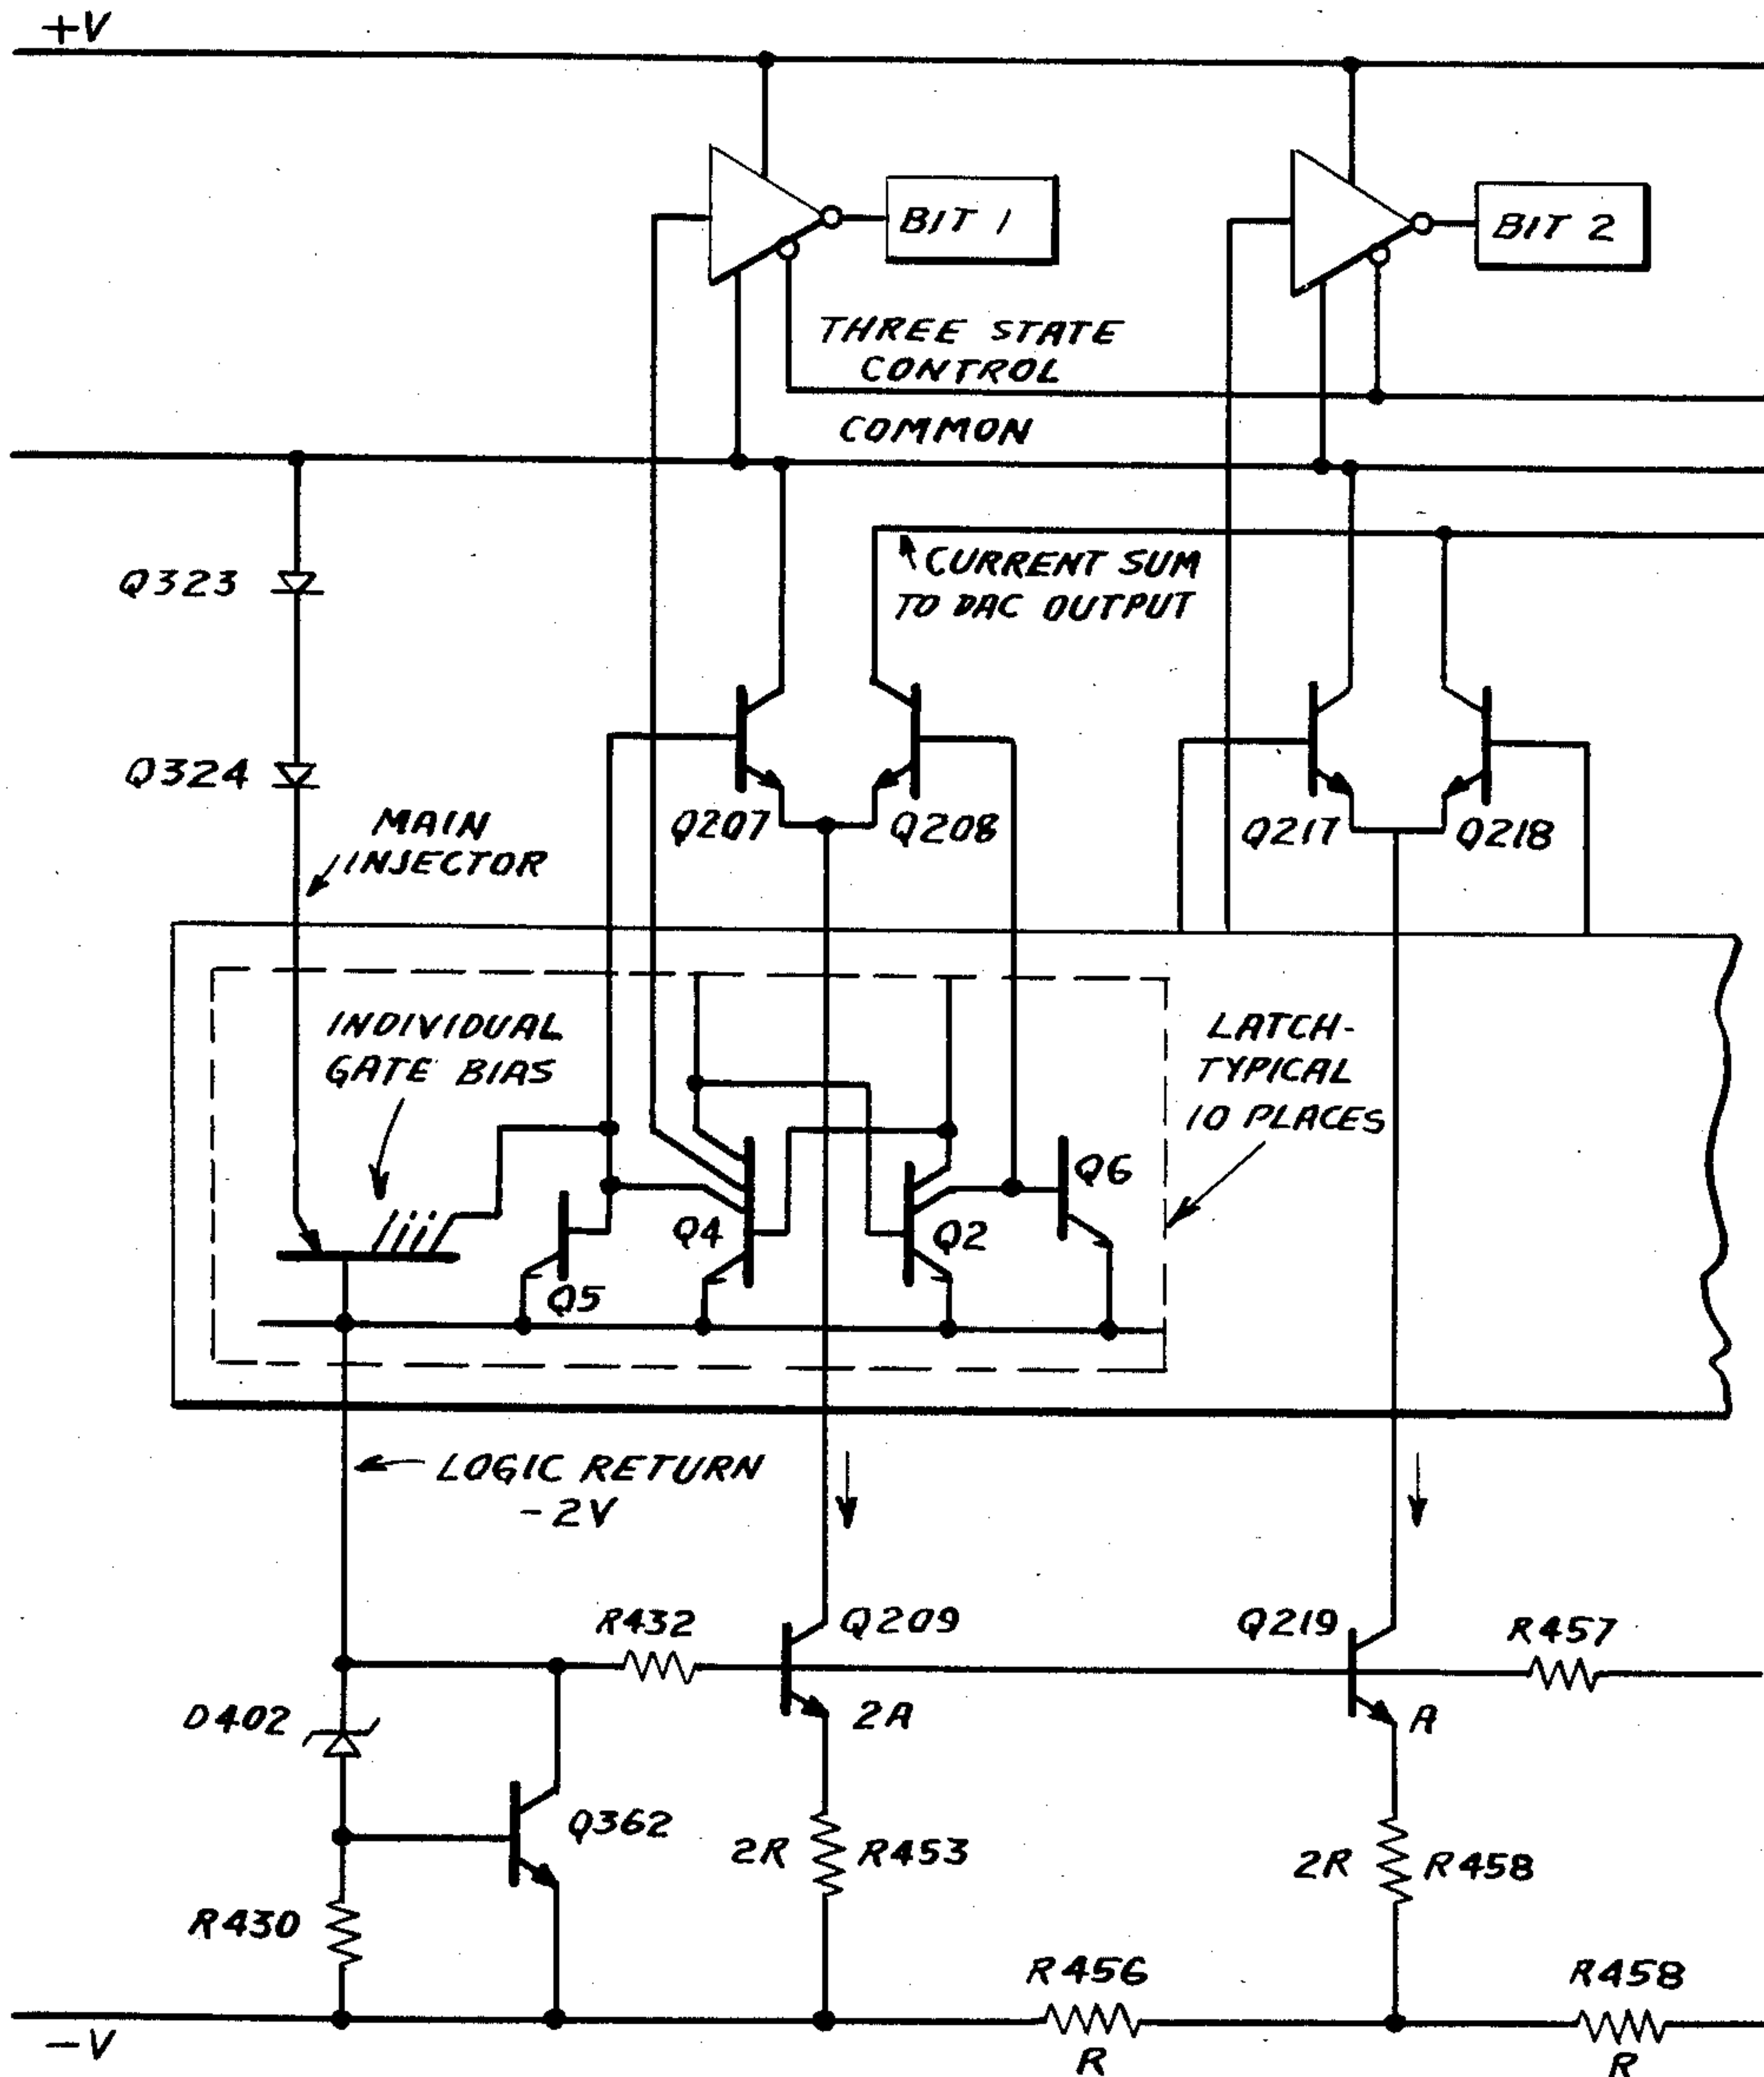 +V
BIT 1
BIT 2
THREE STATE
CONTROL
COMMON
CURRENT SUM
TO DAC OUTPUT
Q323
Q324
MAIN
INJECTOR
Q207
Q208
Q217
Q218
INDIVIDUAL
GATE BIAS
LATCH-
TYPICAL
10 PLACES
Q6
Q4
Q2
Q5
LOGIC RETURN
-2V
R432
Q209
Q219
R457
D402
2A
A
Q362
2R
R453
2R
R458
R430
R456
R458
-V
R
R